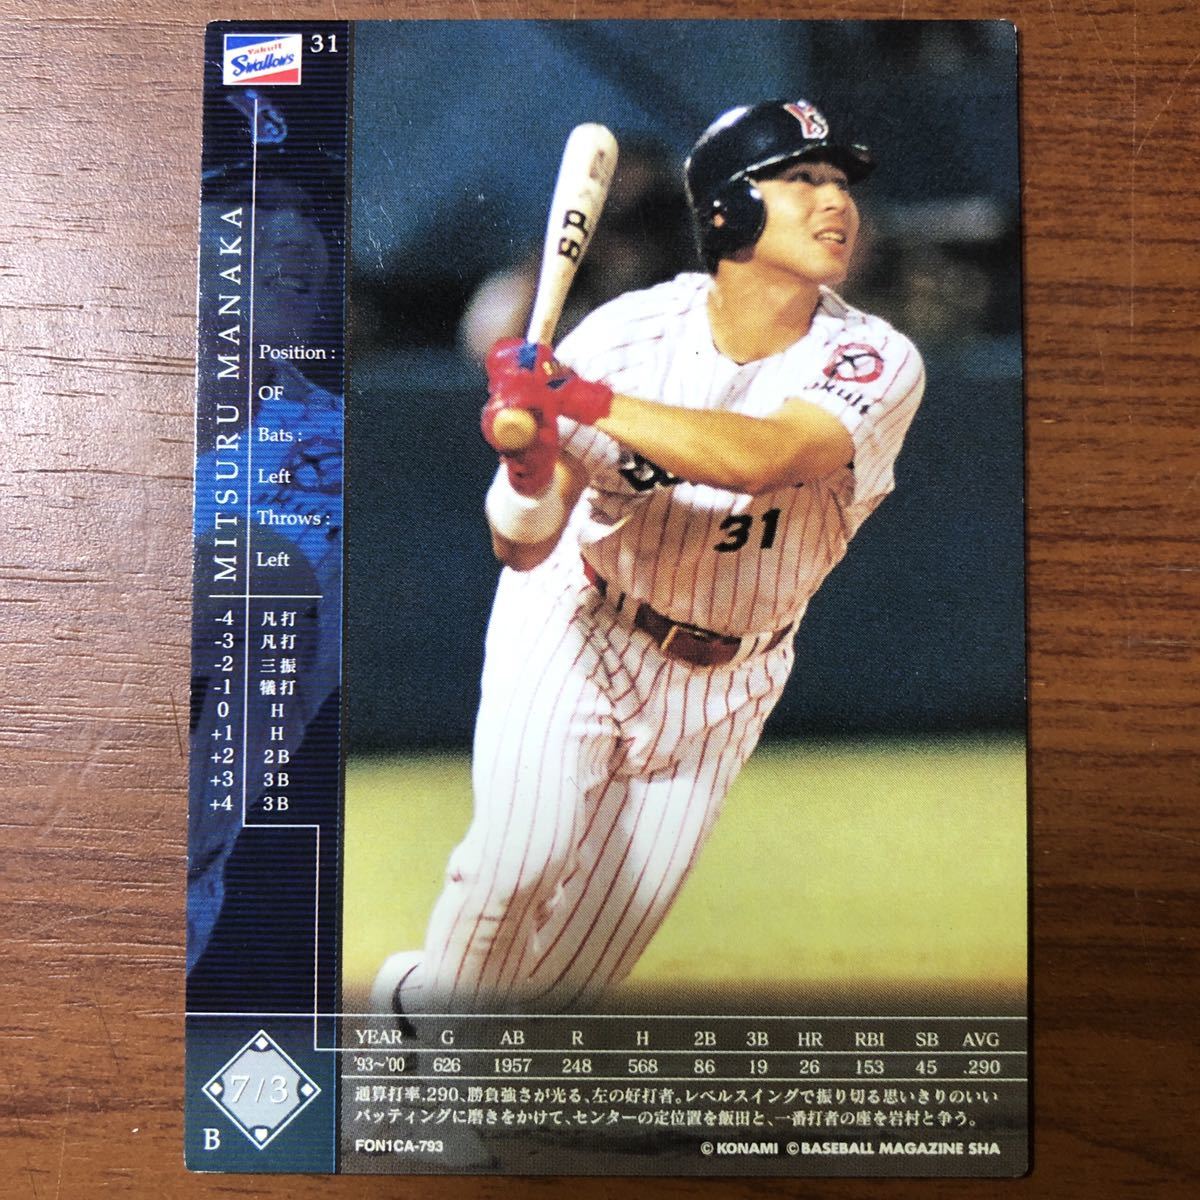 Yakult
Swallows
31
MITSURU MANAKA
Position :
OF
Bats :
Left
Throws :
Left
-4 凡打
-3 凡打
-2 三振
-1 犠打
0 H
+1 H
+2 2B
+3 3B
+4 3B
YS
SP
Yakult
31
YEAR G AB R H 2B 3B HR RBI SB AVG
'93〜'00 626 1957 248 568 86 19 26 153 45 .290
通算打率.290、勝負強さが光る、左の好打者。レベルスイングで振り切る思いきりのいい
バッティングに磨きをかけて、センターの定位置を飯田と、一番打者の座を岩村と争う。
7/3
B
FON1CA-793
©KONAMI ©BASEBALL MAGAZINE SHA